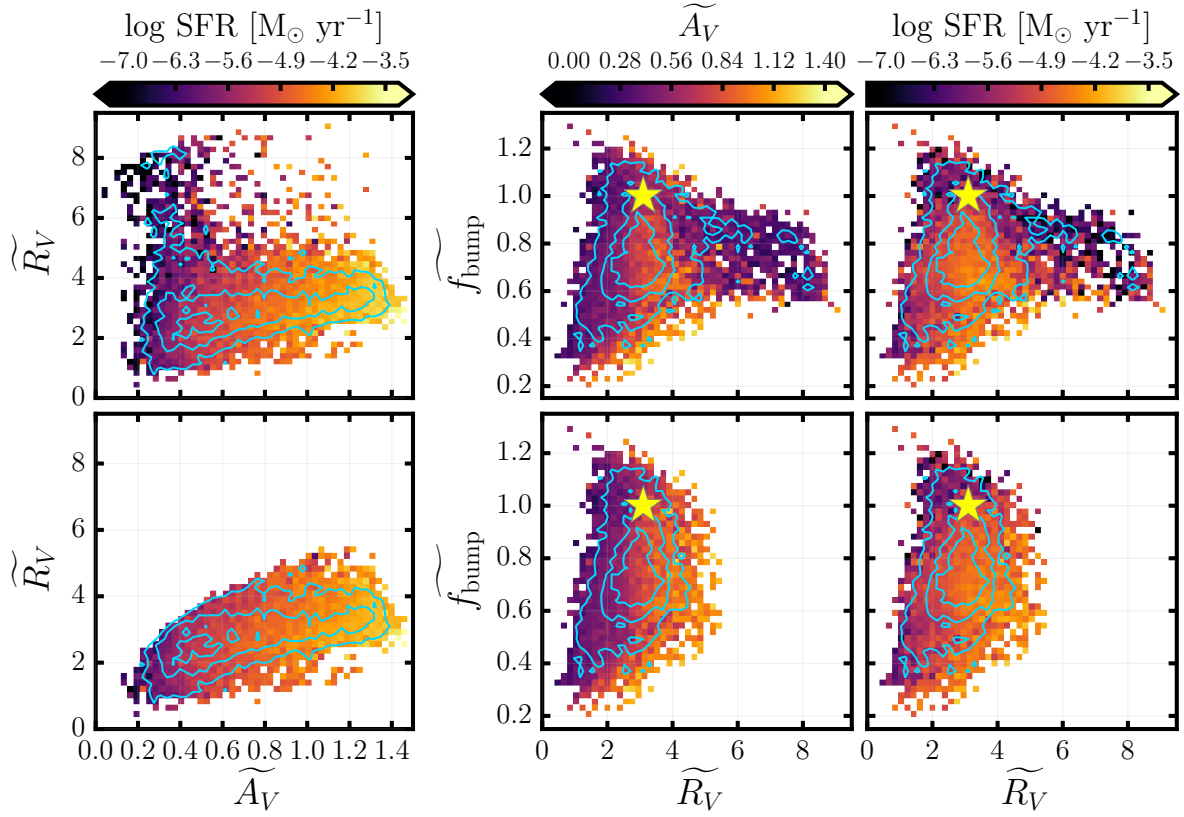 log SFR [M⊙ yr⁻¹]
−7.0 −6.3 −5.6 −4.9 −4.2 −3.5
A͠_V
0.00 0.28 0.56 0.84 1.12 1.40
log SFR [M⊙ yr⁻¹]
−7.0 −6.3 −5.6 −4.9 −4.2 −3.5
R͠_V
8
6
4
2
0
f͠_bump
1.2
1.0
0.8
0.6
0.4
0.2
R͠_V
8
6
4
2
0
0.0 0.2 0.4 0.6 0.8 1.0 1.2 1.4
A͠_V
f͠_bump
1.2
1.0
0.8
0.6
0.4
0.2
0 2 4 6 8
R͠_V
2 4 6 8
R͠_V